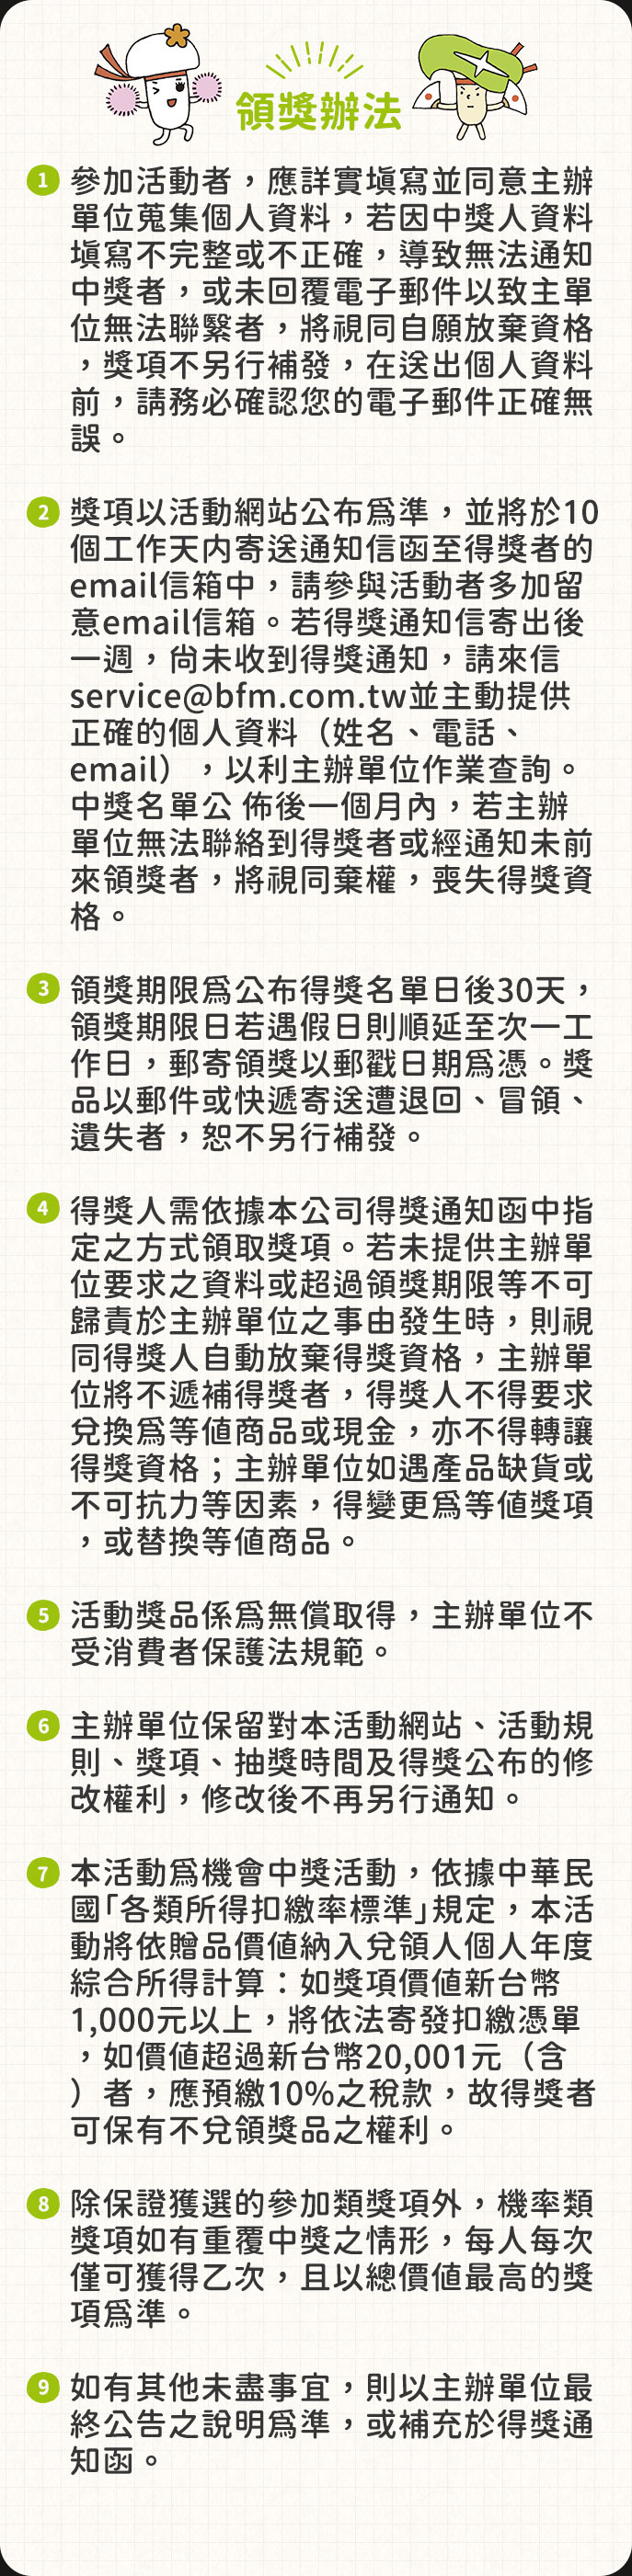 領獎辦法
1 參加活動者，應詳實塡寫並同意主辦
單位蒐集個人資料，若因中獎人資料
塡寫不完整或不正確，導致無法通知
中獎者，或未回覆電子郵件以致主單
位無法聯繫者，將視同自願放棄資格
，獎項不另行補發，在送出個人資料
前，請務必確認您的電子郵件正確無
誤。
2 獎項以活動網站公布爲準，並將於10
個工作天内寄送通知信函至得獎者的
email信箱中，請參與活動者多加留
意email信箱。若得獎通知信寄出後
一週，尙未收到得獎通知，請來信
service@bfm.com.tw並主動提供
正確的個人資料（姓名、電話、
email），以利主辦單位作業查詢。
中獎名單公 佈後一個月內，若主辦
單位無法聯絡到得獎者或經通知未前
來領獎者，將視同棄權，喪失得獎資
格。
3 領獎期限爲公布得獎名單日後30天，
領獎期限日若遇假日則順延至次一工
作日，郵寄領獎以郵戳日期爲憑。獎
品以郵件或快遞寄送遭退回、冒領、
遺失者，恕不另行補發。
4 得獎人需依據本公司得獎通知函中指
定之方式領取獎項。若未提供主辦單
位要求之資料或超過領獎期限等不可
歸責於主辦單位之事由發生時，則視
同得獎人自動放棄得獎資格，主辦單
位將不遞補得獎者，得獎人不得要求
兌換爲等値商品或現金，亦不得轉讓
得獎資格；主辦單位如遇產品缺貨或
不可抗力等因素，得變更爲等値獎項
，或替換等値商品。
5 活動獎品係爲無償取得，主辦單位不
受消費者保護法規範。
6 主辦單位保留對本活動網站、活動規
則、獎項、抽獎時間及得獎公布的修
改權利，修改後不再另行通知。
7 本活動爲機會中獎活動，依據中華民
國「各類所得扣繳率標準」規定，本活
動將依贈品價値納入兌領人個人年度
綜合所得計算：如獎項價値新台幣
1,000元以上，將依法寄發扣繳憑單
，如價値超過新台幣20,001元（含
）者，應預繳10%之稅款，故得獎者
可保有不兌領獎品之權利。
8 除保證獲選的參加類獎項外，機率類
獎項如有重覆中獎之情形，每人每次
僅可獲得乙次，且以總價値最高的獎
項爲準。
9 如有其他未盡事宜，則以主辦單位最
終公告之說明爲準，或補充於得獎通
知函。